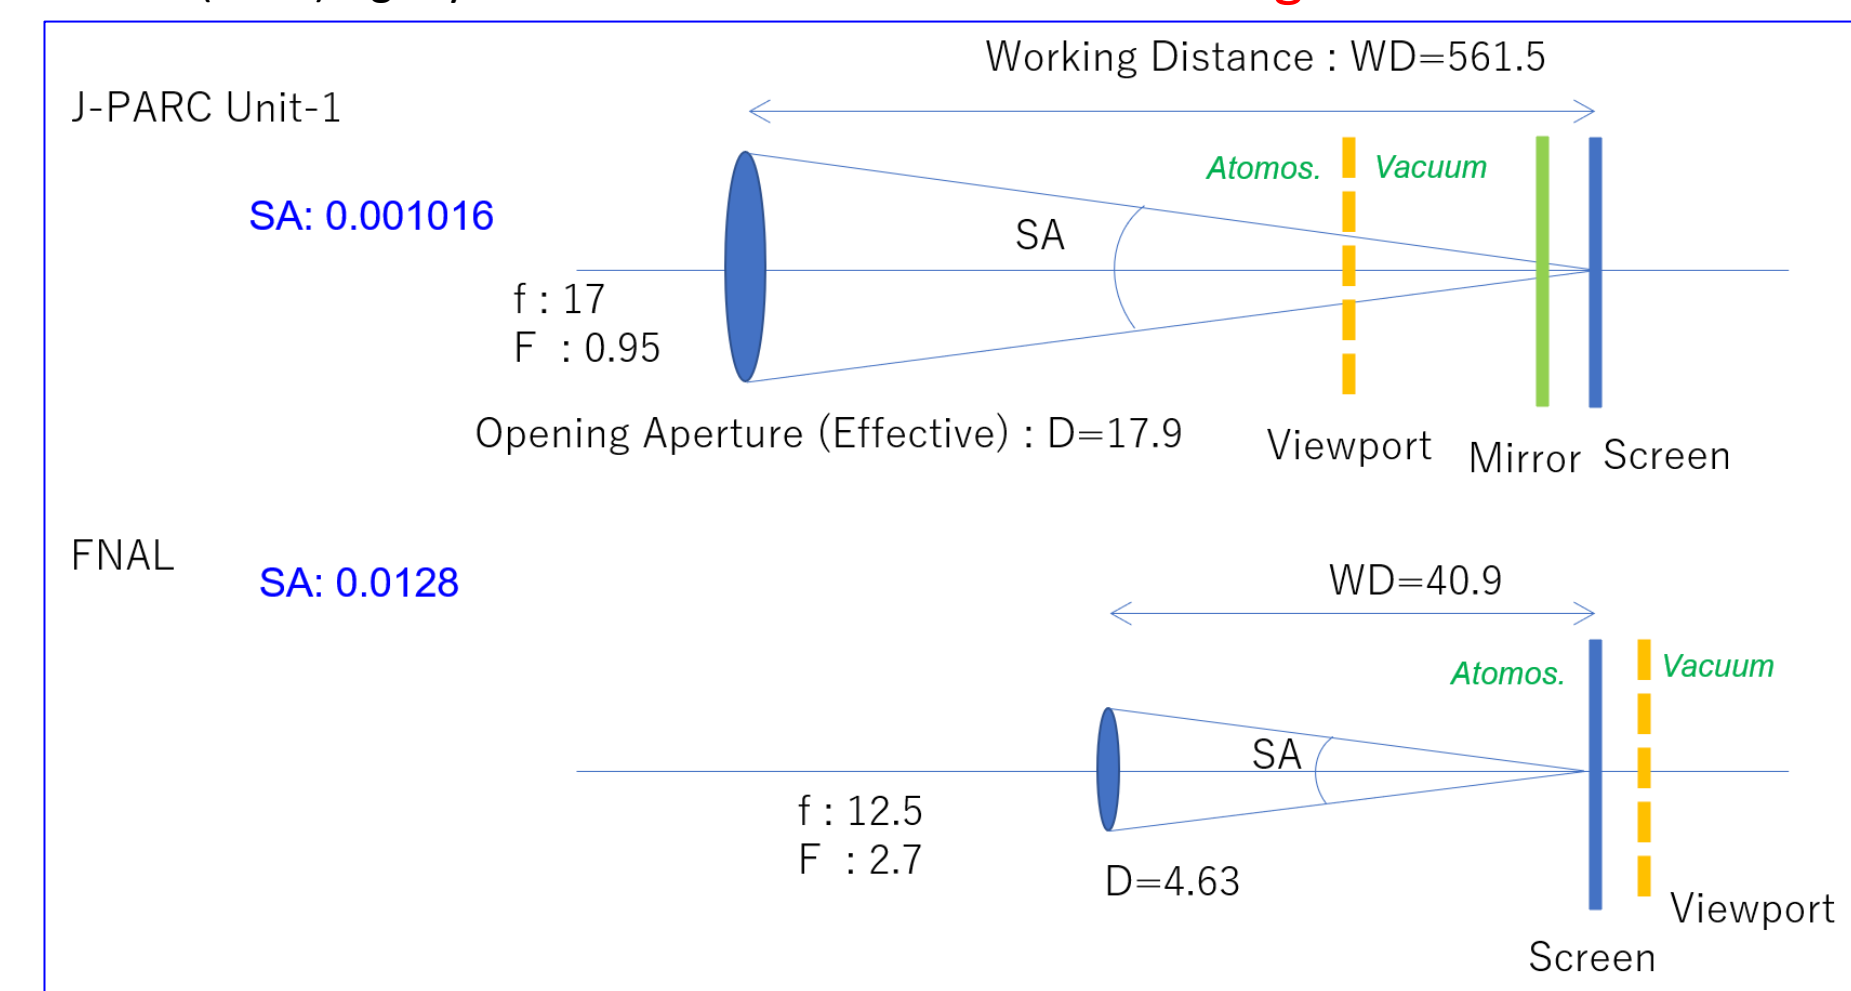 Working Distance : WD=561.5
J-PARC Unit-1
Atomos. Vacuum
SA: 0.001016
SA
f : 17
F : 0.95
Opening Aperture (Effective) : D=17.9
Viewport Mirror Screen
FNAL
SA: 0.0128
WD=40.9
Atomos. Vacuum
SA
f : 12.5
F : 2.7
D=4.63
Viewport
Screen